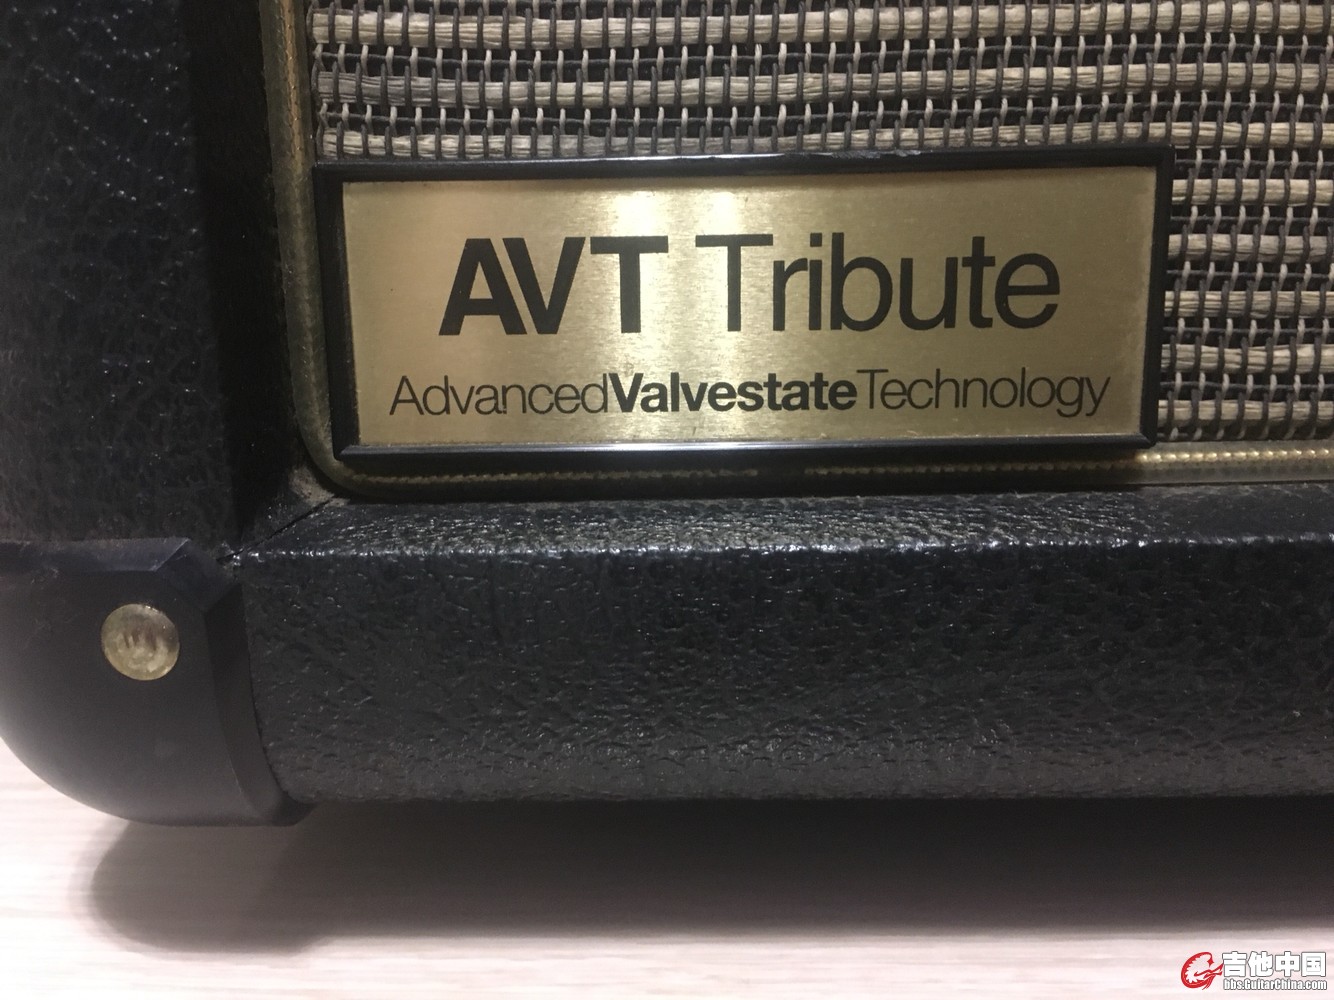 AVT Tribute
AdvancedValvestateTechnology
吉他中国
bbs.GuitarChina.com